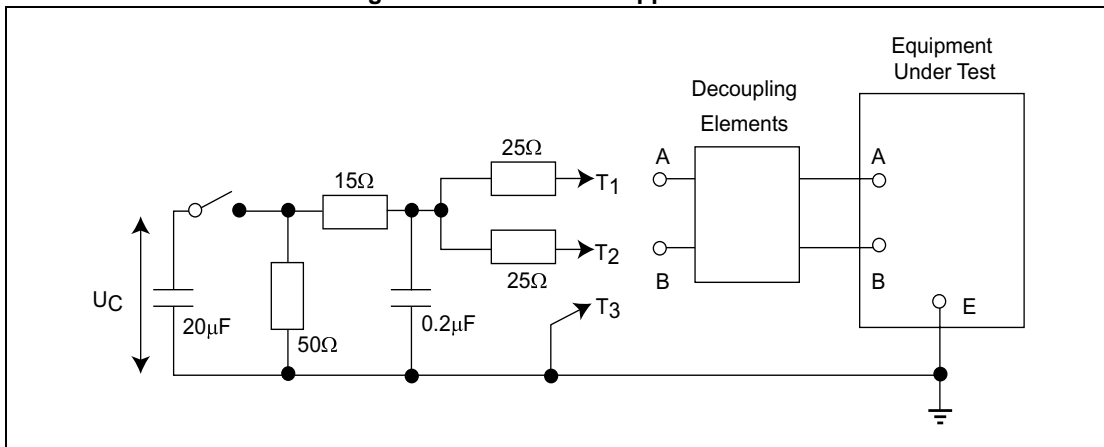 Equipment
Under Test
Decoupling
Elements
25Ω
A
A
T1
15Ω
T2
25Ω
B
B
T3
E
UC
20μF
0.2μF
50Ω